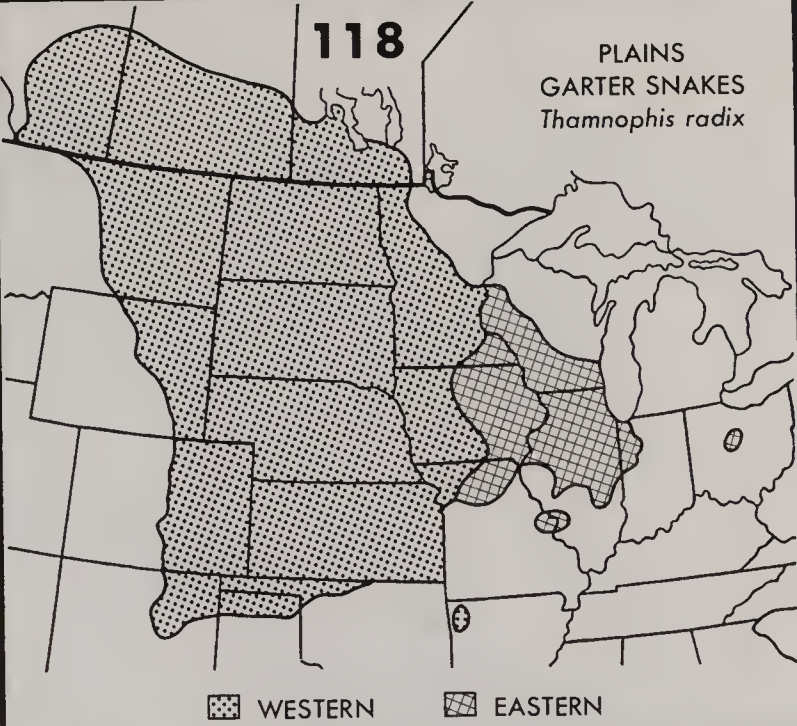 118
PLAINS
GARTER SNAKES
Thamnophis radix
WESTERN
EASTERN